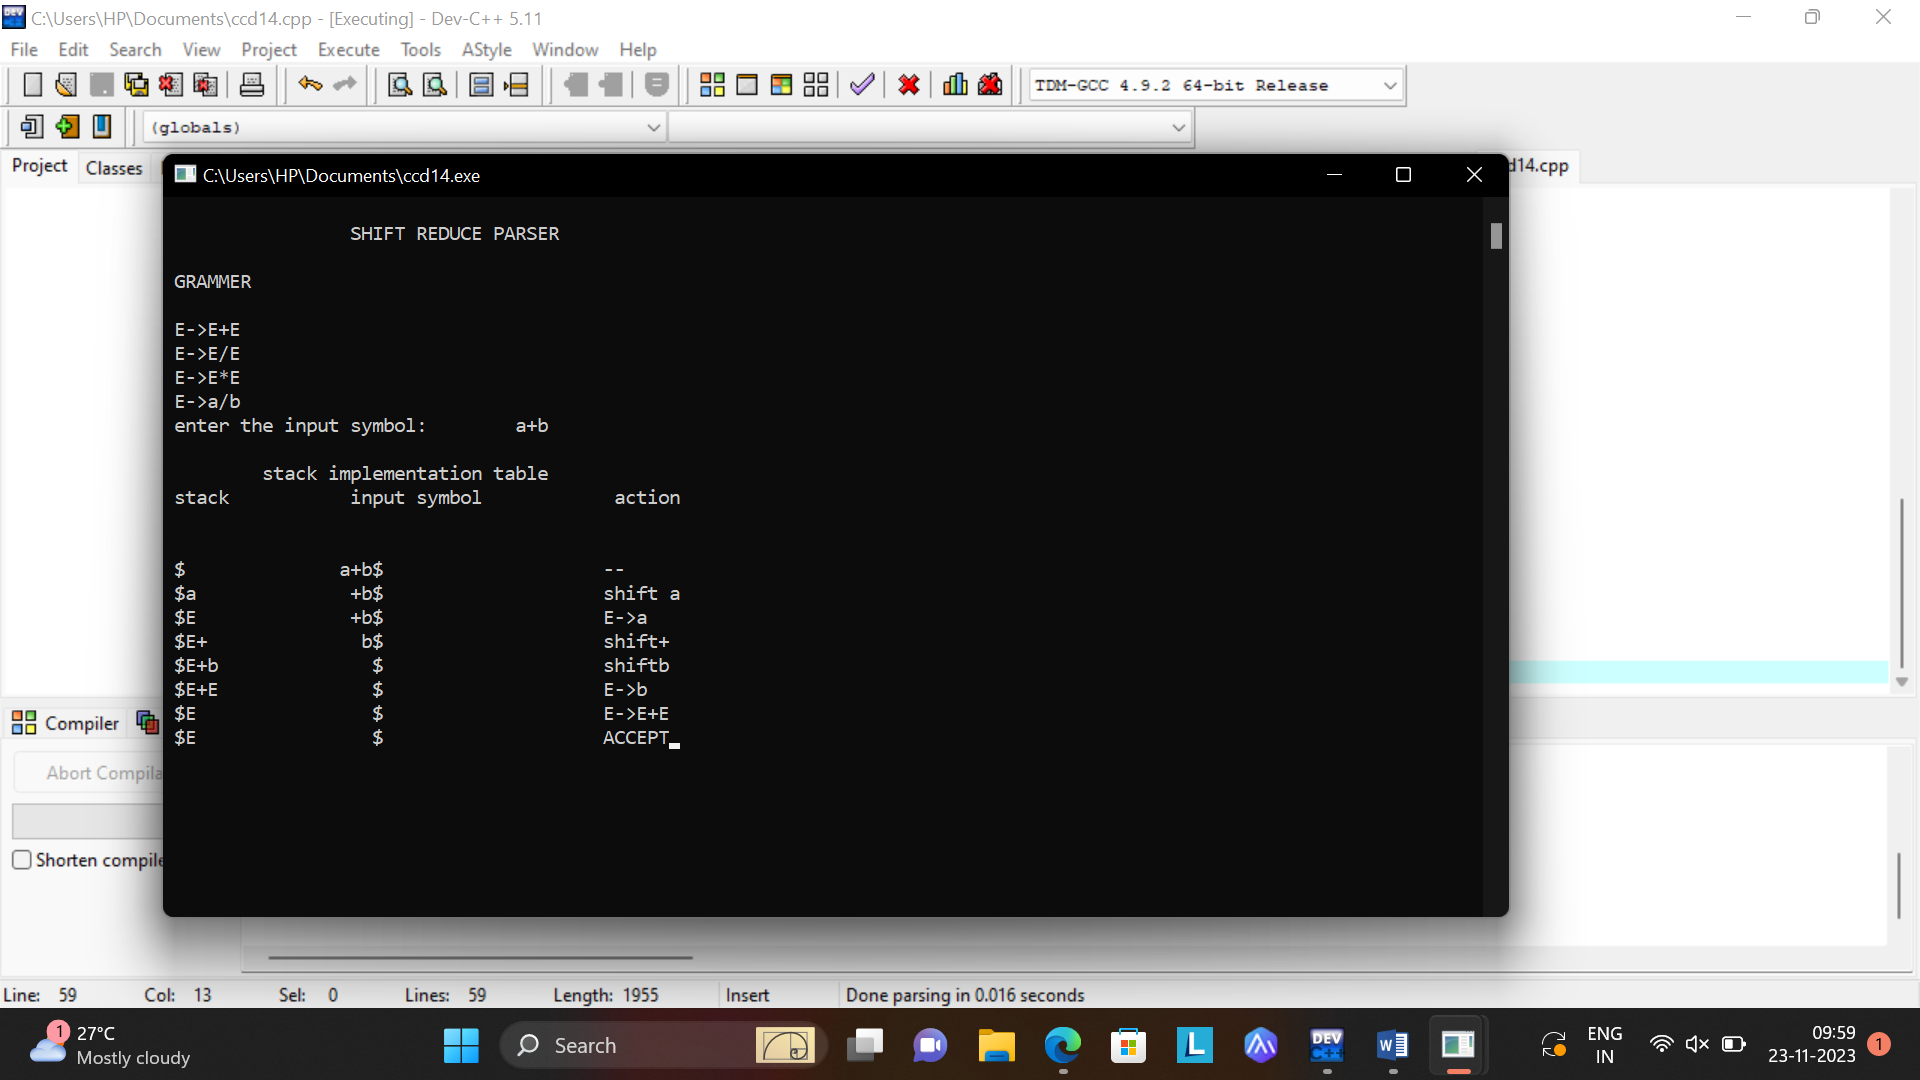 C:\Users\HP\Documents\ccd14.cpp - [Executing] - Dev-C++ 5.11
File Edit Search View Project Execute Tools AStyle Window Help
TDM-GCC 4.9.2 64-bit Release
(globals)
Project Classes d14.cpp
C:\Users\HP\Documents\ccd14.exe
SHIFT REDUCE PARSER
GRAMMER
E->E+E
E->E/E
E->E*E
E->a/b
enter the input symbol: a+b
stack implementation table
stack input symbol action
$ a+b$ --
$a +b$ shift a
$E +b$ E->a
$E+ b$ shift+
$E+b $ shiftb
$E+E $ E->b
$E $ E->E+E
$E $ ACCEPT
Compiler
Abort Compila
Shorten compile
Line: 59 Col: 13 Sel: 0 Lines: 59 Length: 1955 Insert Done parsing in 0.016 seconds
1 27°C
Mostly cloudy
Search
L
DEV
C++
W
ENG
IN
09:59
23-11-2023
1